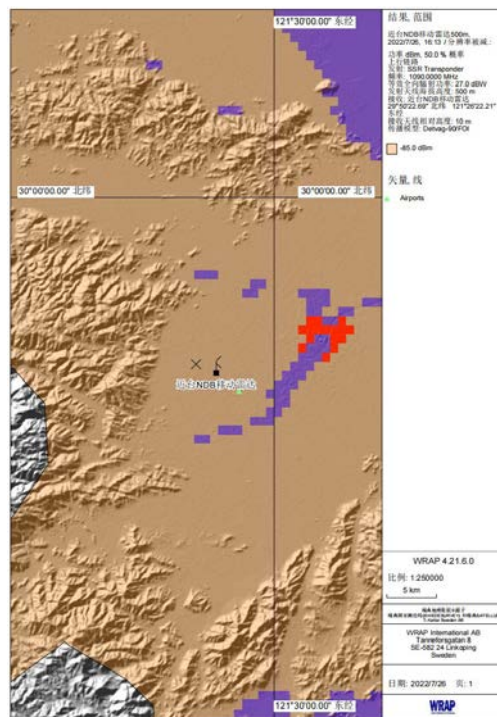 121°30'00.00" 东经
30°00'00.00" 北纬
30°00'00.00" 北纬
近台NDB移动雷达
121°30'00.00" 东经
结果, 范围
近台NDB移动雷达500m,
2022/7/26, 16:13 / 分辨率被减.:
功率 dBm, 50.0 % 概率
上行链路
发射: SSR Transponder
频率: 1090.0000 MHz
等效全向辐射功率: 27.0 dBW
发射天线海拔高度: 500 m
接收: 近台NDB移动雷达
29°50'22.69" 北纬 121°26'22.21"
东经
接收天线相对高度: 10 m
传播模型: Detvag-90/FOI
-85.0 dBm
矢量, 线
Airports
WRAP 4.21.6.0
比例: 1:250000
5 km
WRAP International AB
Tanneforsgatan 8
SE-582 24 Linkoping
Sweden
日期: 2022/7/26 页: 1
WRAP